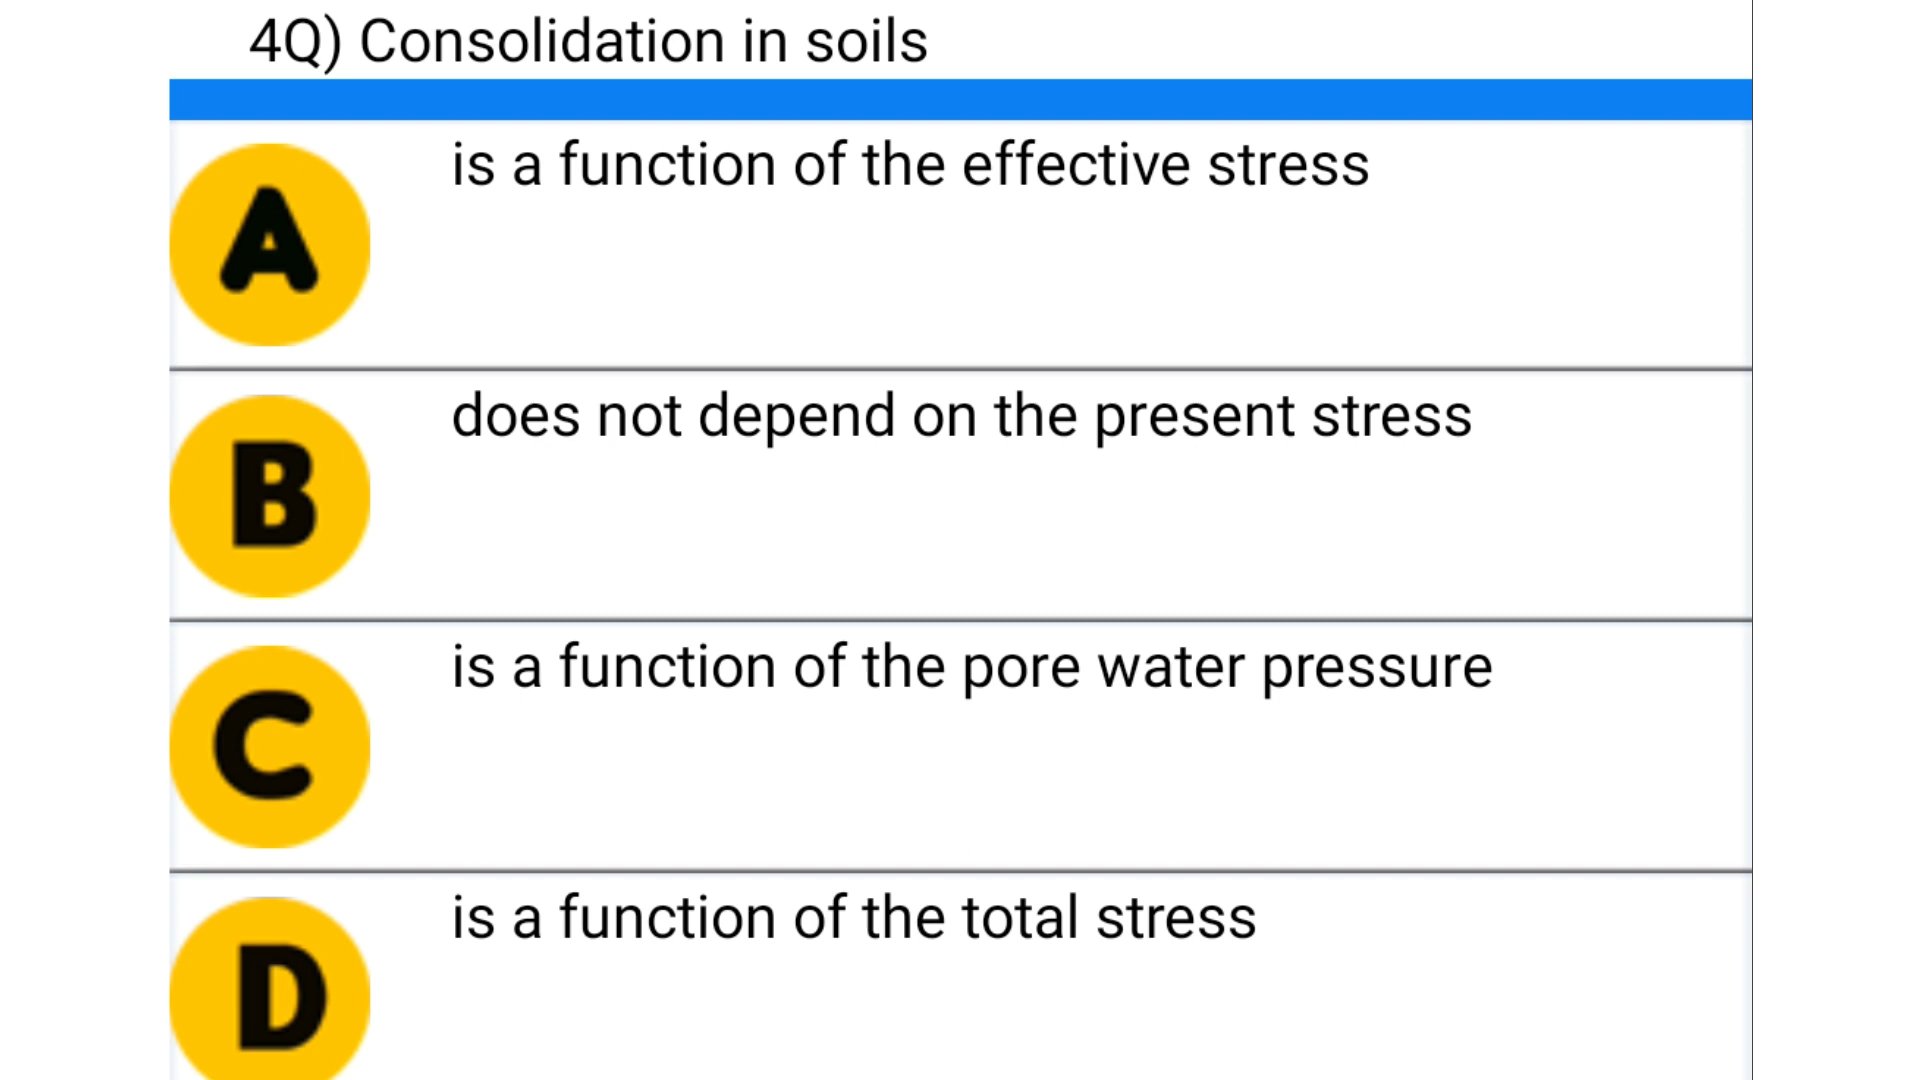 4Q) Consolidation in soils
A
is a function of the effective stress
B
does not depend on the present stress
C
is a function of the pore water pressure
D
is a function of the total stress